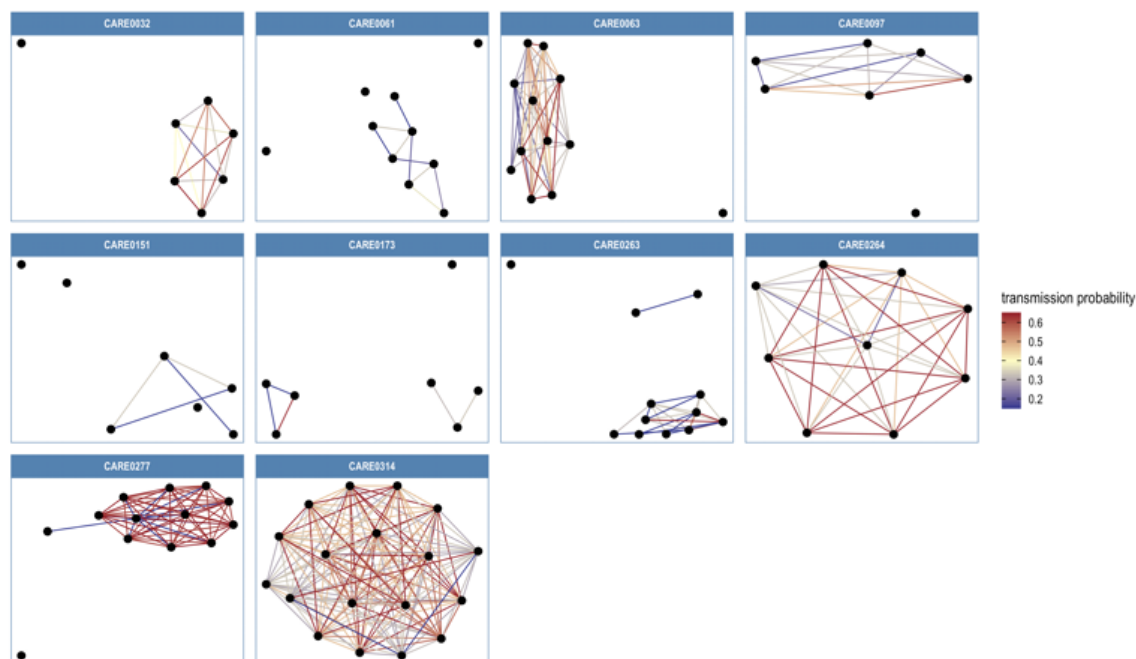 CARE0032
CARE0061
CARE0063
CARE0097
CARE0151
CARE0173
CARE0263
CARE0264
transmission probability
0.6
0.5
0.4
0.3
0.2
CARE0277
CARE0314